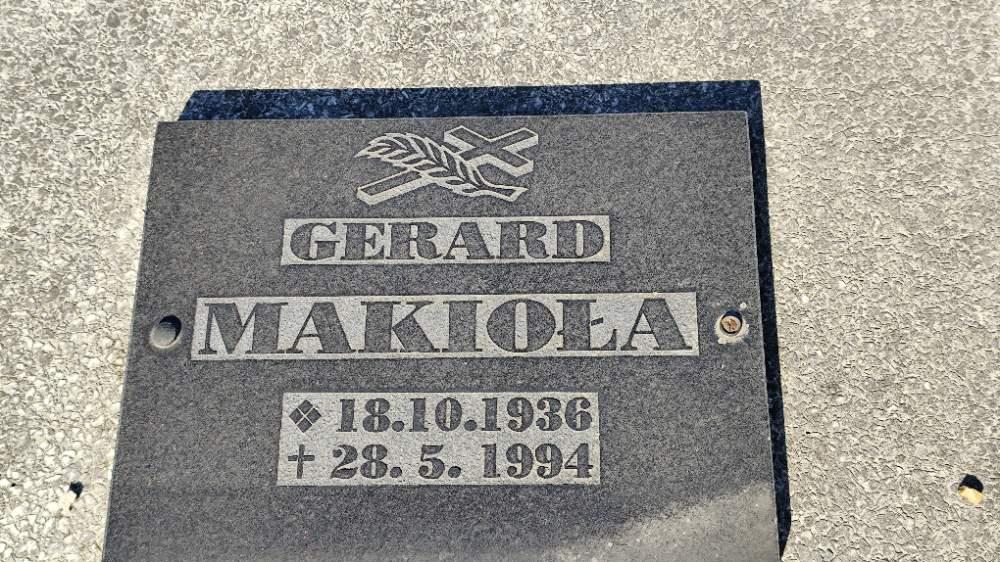 GERARD
MAKIOŁA
❖ 18.10.1936
✝ 28. 5. 1994